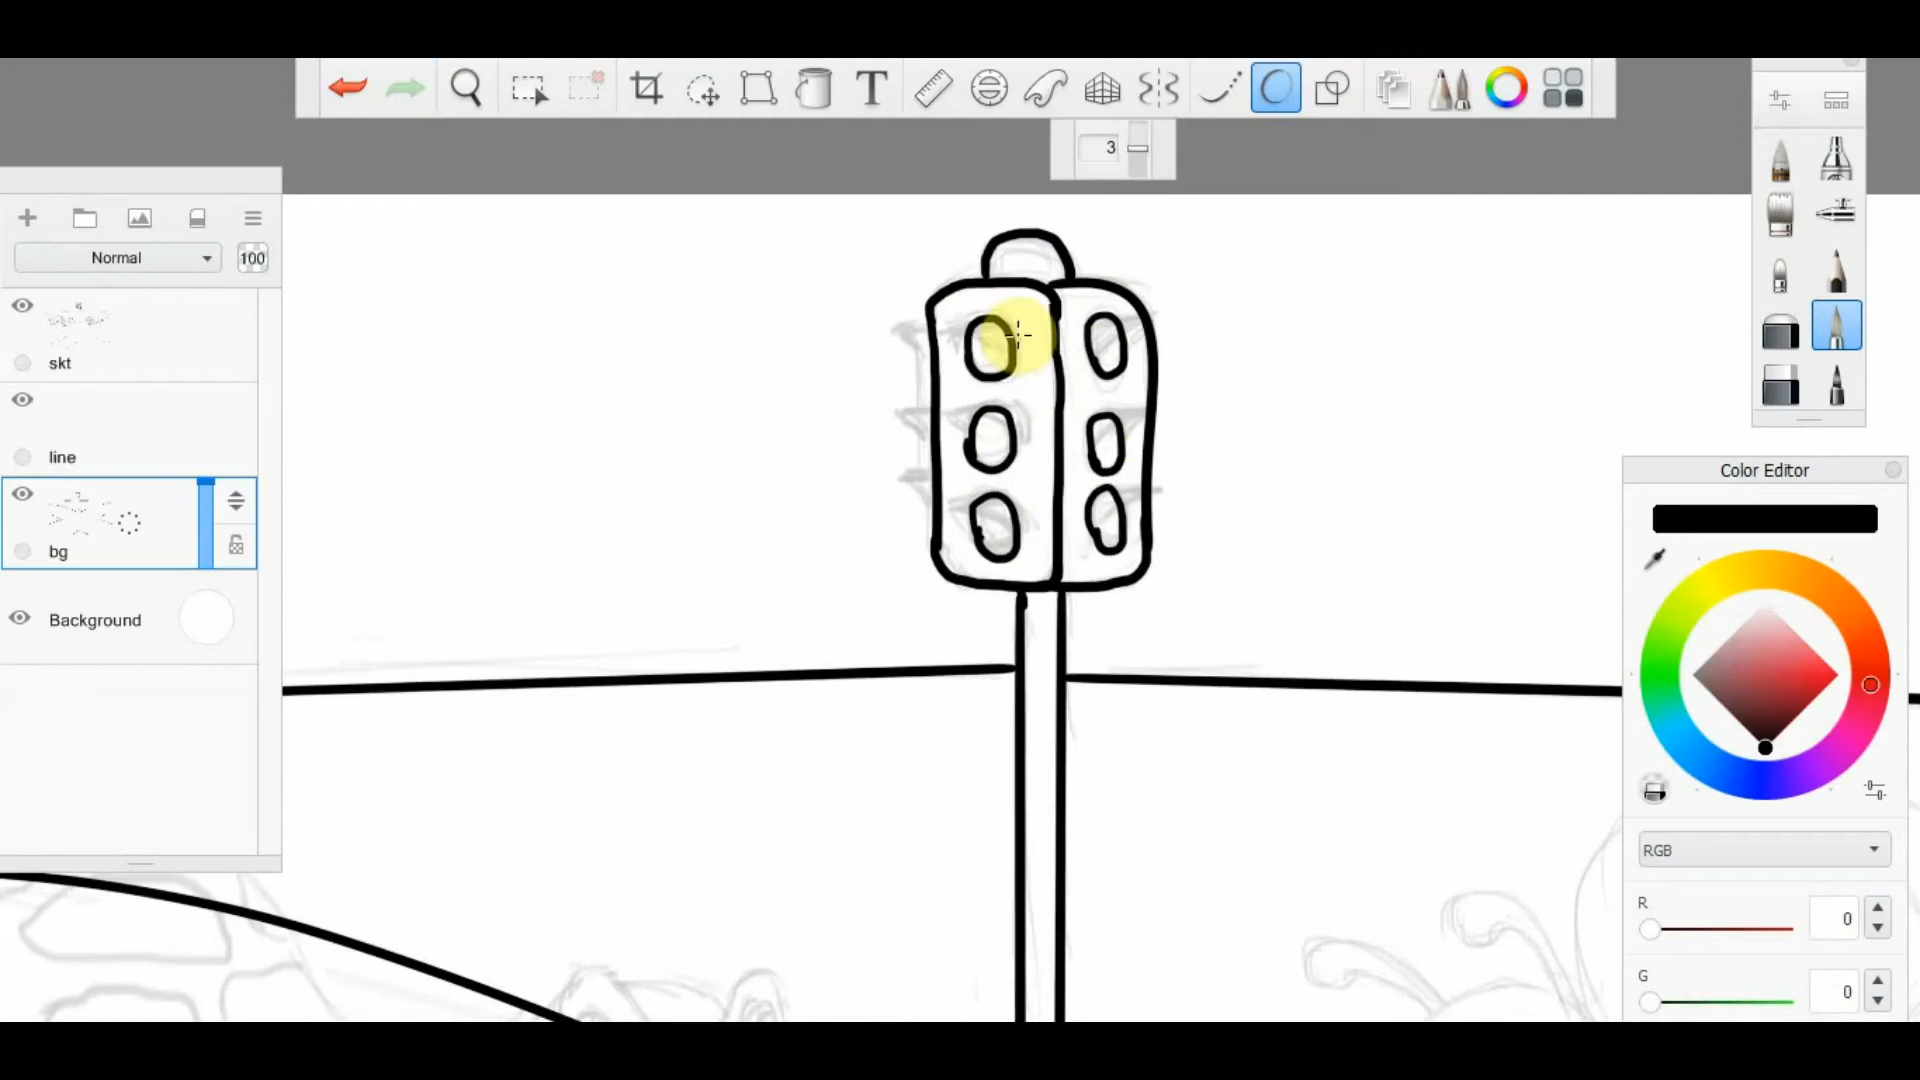 T
3
Normal
100
skt
line
bg
Background
Color Editor
RGB
R
0
G
0